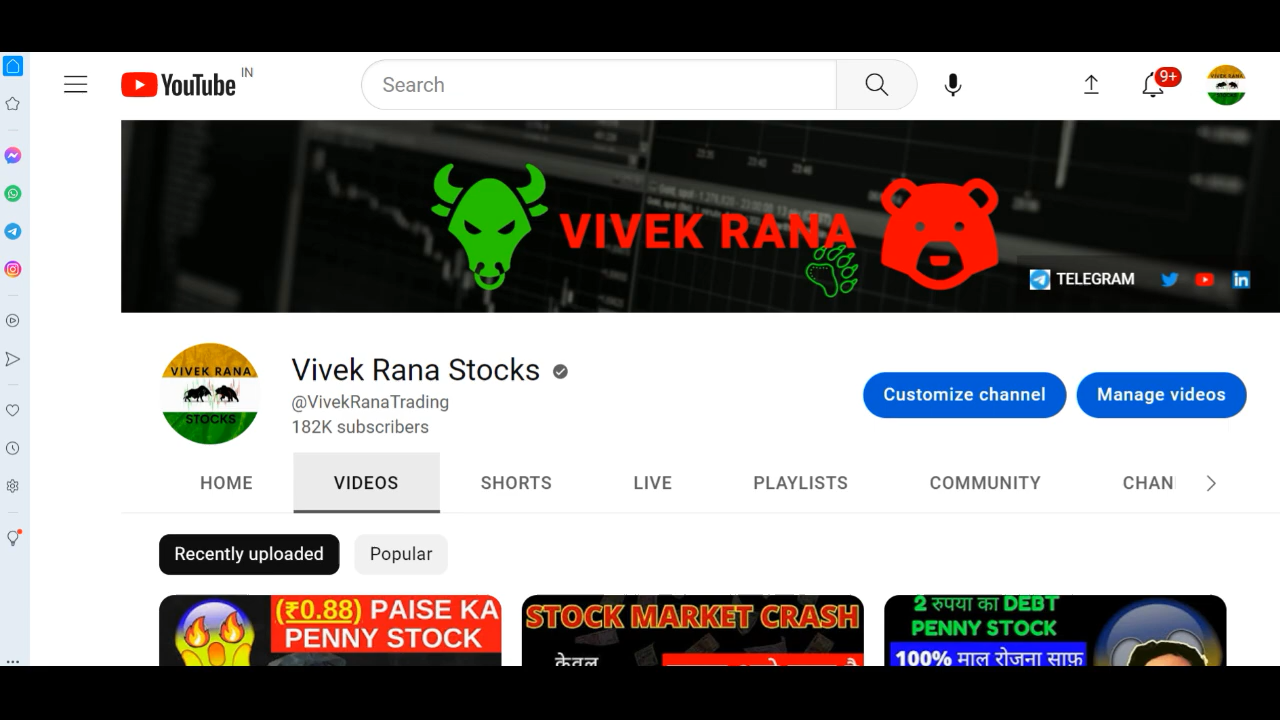 YouTube IN
Search
9+
VIVEK RANA
TELEGRAM
VIVEK RANA
STOCKS
Vivek Rana Stocks
@VivekRanaTrading
182K subscribers
Customize channel
Manage videos
HOME
VIDEOS
SHORTS
LIVE
PLAYLISTS
COMMUNITY
CHAN
Recently uploaded
Popular
(₹0.88) PAISE KA
PENNY STOCK
STOCK MARKET CRASH
केवल
2 रुपया का DEBT
PENNY STOCK
100% माल रोजना साफ़